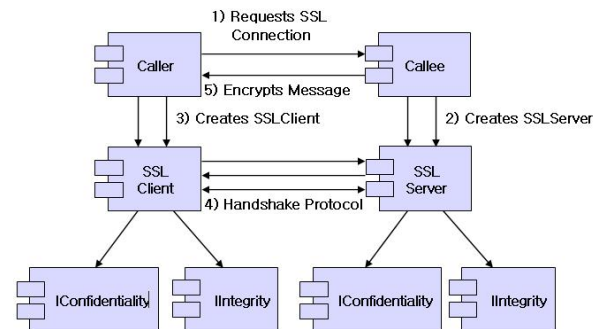 1) Requests SSL
Connection
Caller
Callee
5) Encrypts Message
3) Creates SSLClient
2) Creates SSLServer
SSL
Client
SSL
Server
4) Handshake Protocol
IConfidentiality
IIntegrity
IConfidentiality
IIntegrity